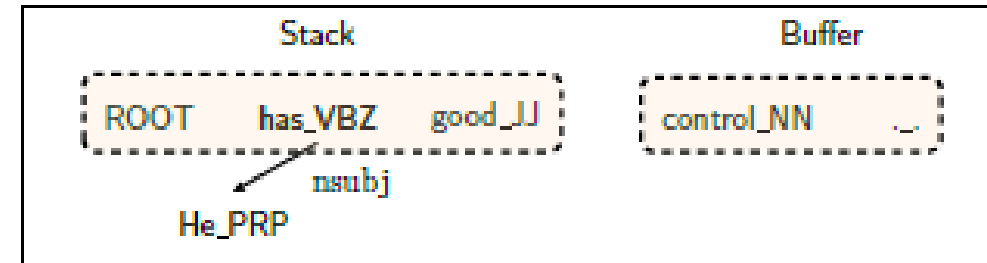 Stack Buffer
ROOT has_VBZ good_JJ control_NN ._.
nsubj
He_PRP